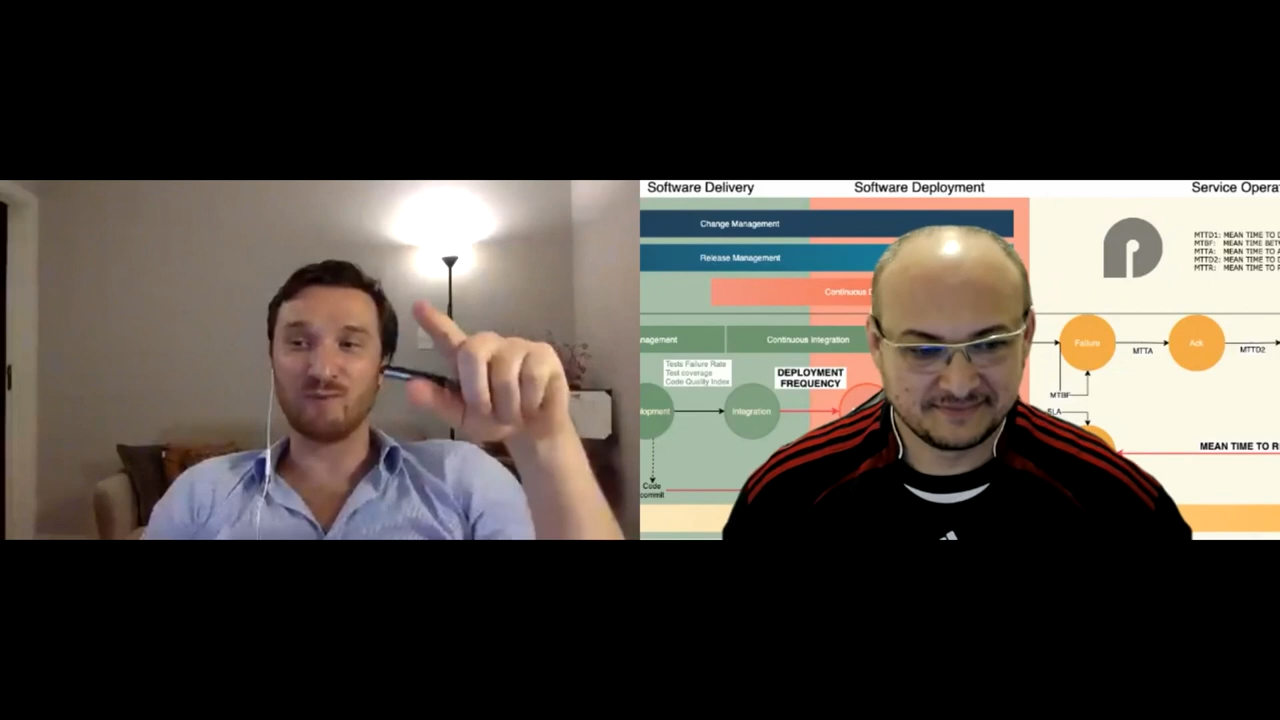 Software Delivery
Software Deployment
Service Opera
Change Management
Release Management
Continuous
MTTD1: MEAN TIME TO
MTBF: MEAN TIME BET
MTTA: MEAN TIME TO A
MTTD2: MEAN TIME TO
MTTR: MEAN TIME TO R
nagement
Continuous Integration
Failure
MTTA
Ack
MTTD2
Tests Failure Rate
Test coverage
Code Quality Index
DEPLOYMENT
FREQUENCY
MTBF
lopment
Integration
SLA
MEAN TIME TO R
Code
commit